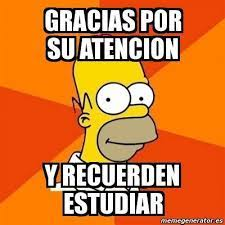 GRACIAS POR
SU ATENCION
Y RECUERDEN
ESTUDIAR
memegenerator.es